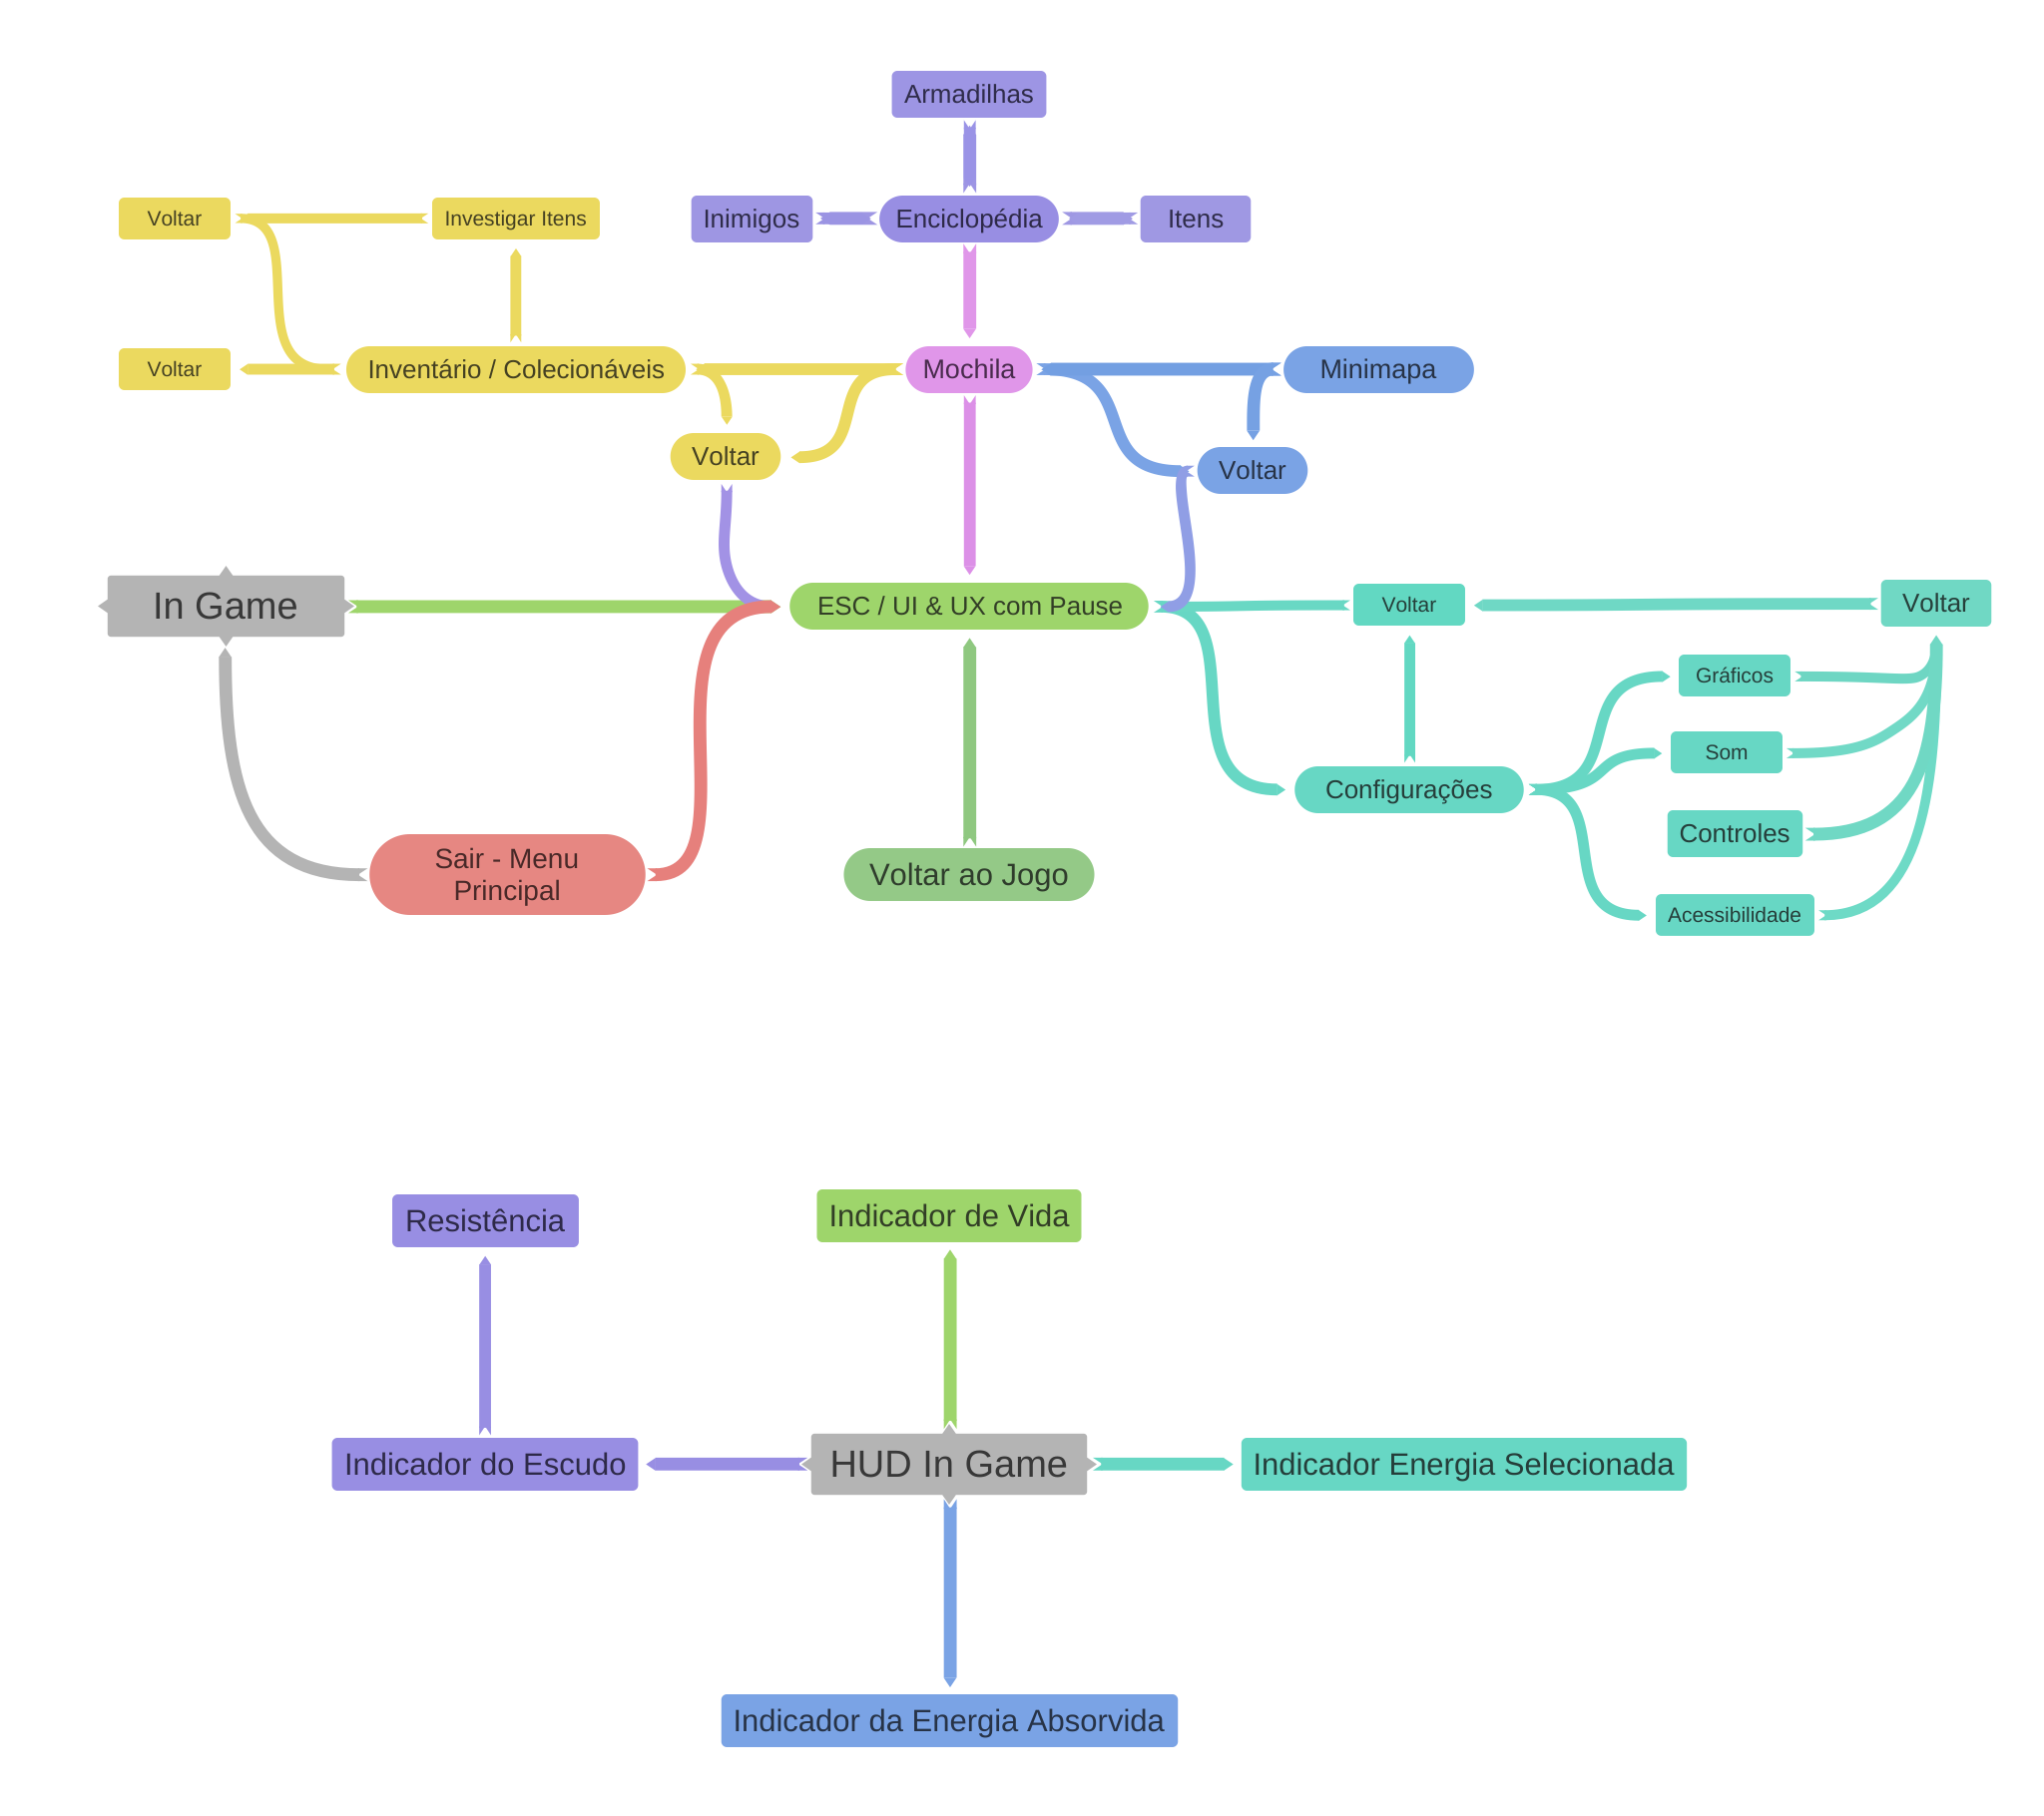 Armadilhas
Voltar
Investigar Itens
Inimigos
Enciclopédia
Itens
Voltar
Inventário / Colecionáveis
Mochila
Minimapa
Voltar
Voltar
In Game
ESC / UI & UX com Pause
Voltar
Voltar
Gráficos
Som
Configurações
Controles
Sair - Menu
Principal
Voltar ao Jogo
Acessibilidade
Resistência
Indicador de Vida
Indicador do Escudo
HUD In Game
Indicador Energia Selecionada
Indicador da Energia Absorvida